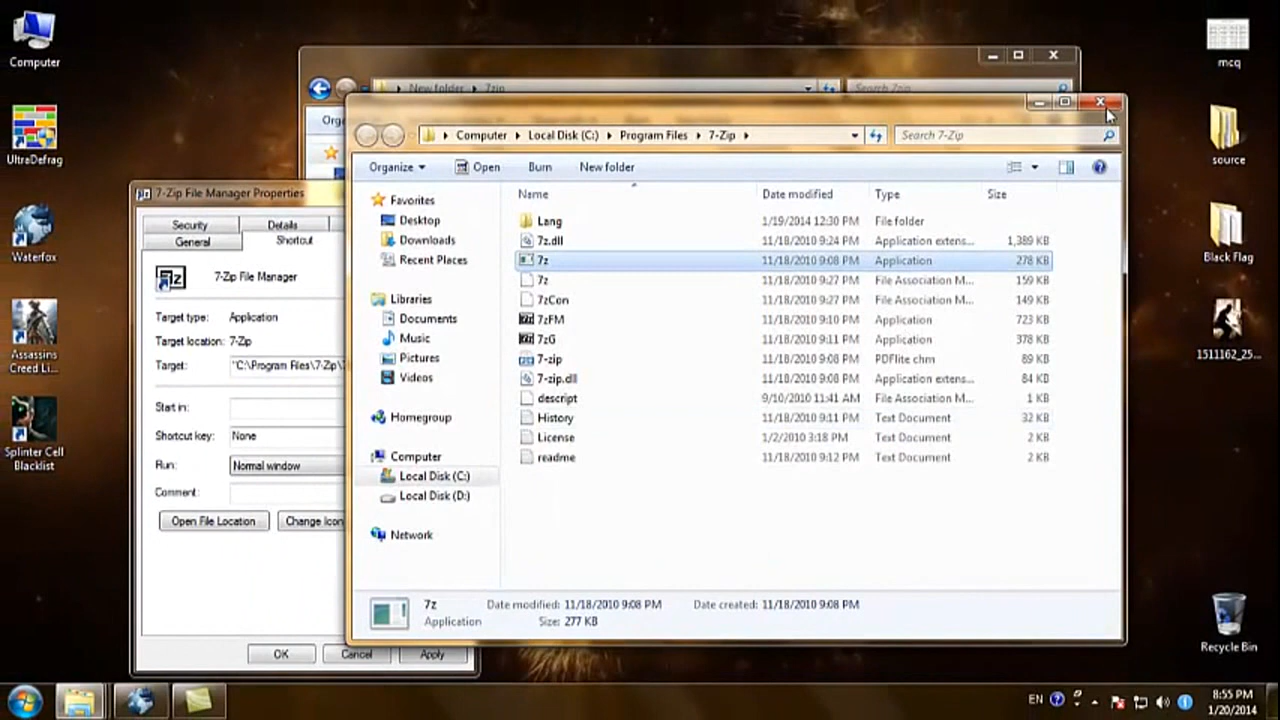 Computer
UltraDefrag
Waterfox
Assassins
Creed Li...
Splinter Cell
Blacklist
mcq
source
Black Flag
1511162_25...
Recycle Bin
New folder 7zip
Search 7zip
Computer Local Disk (C:) Program Files 7-Zip
Search 7-Zip
Organize Open Burn New folder
Favorites
Desktop
Downloads
Recent Places
Libraries
Documents
Music
Pictures
Videos
Homegroup
Computer
Local Disk (C:)
Local Disk (D:)
Network
Name Date modified Type Size
Lang 1/19/2014 12:30 PM File folder
7z.dll 11/18/2010 9:24 PM Application extens... 1,389 KB
7z 11/18/2010 9:08 PM Application 278 KB
7z 11/18/2010 9:27 PM File Association M... 159 KB
7zCon 11/18/2010 9:27 PM File Association M... 149 KB
7zFM 11/18/2010 9:10 PM Application 723 KB
7zG 11/18/2010 9:11 PM Application 378 KB
7-zip 11/18/2010 9:08 PM PDFlite chm 89 KB
7-zip.dll 11/18/2010 9:08 PM Application extens... 84 KB
descript 9/10/2010 11:41 AM File Association M... 1 KB
History 11/18/2010 9:11 PM Text Document 32 KB
License 1/2/2010 3:18 PM Text Document 2 KB
readme 11/18/2010 9:12 PM Text Document 2 KB
7z Date modified: 11/18/2010 9:08 PM Date created: 11/18/2010 9:08 PM
Application Size: 277 KB
Orga
7-Zip File Manager Properties
Security Details
General Shortcut
7z
7-Zip File Manager
Target type: Application
Target location: 7-Zip
Target: "C:\Program Files\7-Zip\7
Start in:
Shortcut key: None
Run: Normal window
Comment:
Open File Location Change Icon
OK Cancel Apply
EN
8:55 PM
1/20/2014